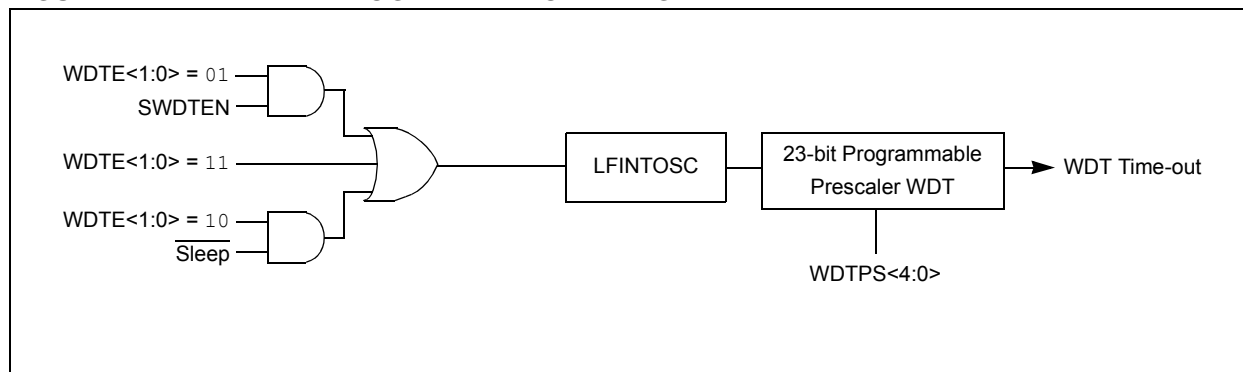 WDTE<1:0> = 01
SWDTEN
WDTE<1:0> = 11
WDTE<1:0> = 10
Sleep
LFINTOSC
23-bit Programmable
Prescaler WDT
WDT Time-out
WDTPS<4:0>